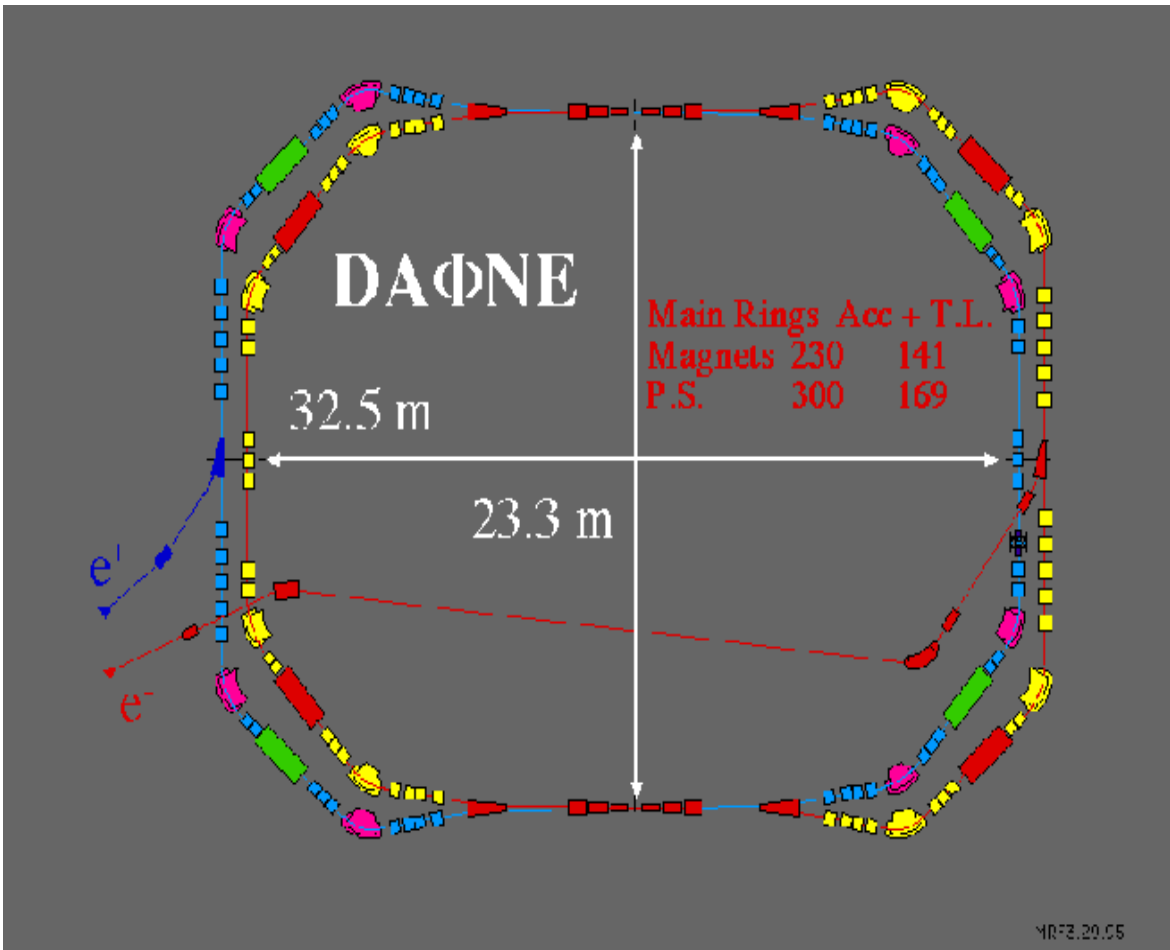 DAΦNE
Main Rings Acc + T.L.
Magnets 230 141
P.S. 300 169
32.5 m
23.3 m
e⁺
e⁻